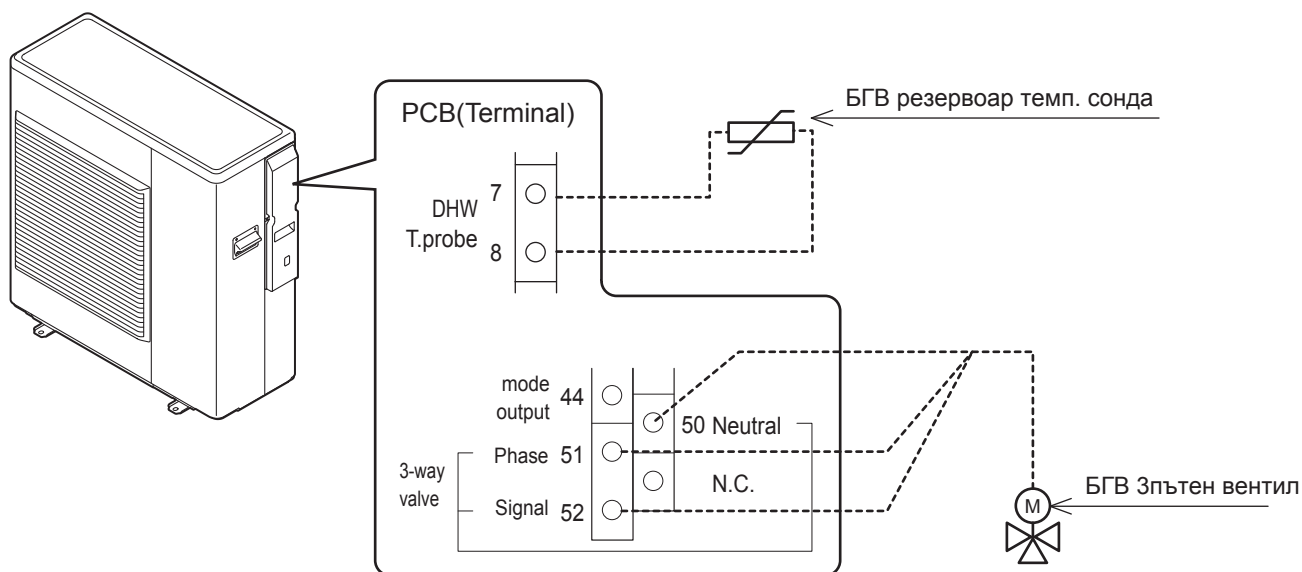 БГВ резервоар темп. сонда
PCB(Terminal)
7
DHW
T.probe
8
mode
output
44
50 Neutral
Phase 51
3-way
valve
N.C.
Signal 52
БГВ 3пътен вентил
M